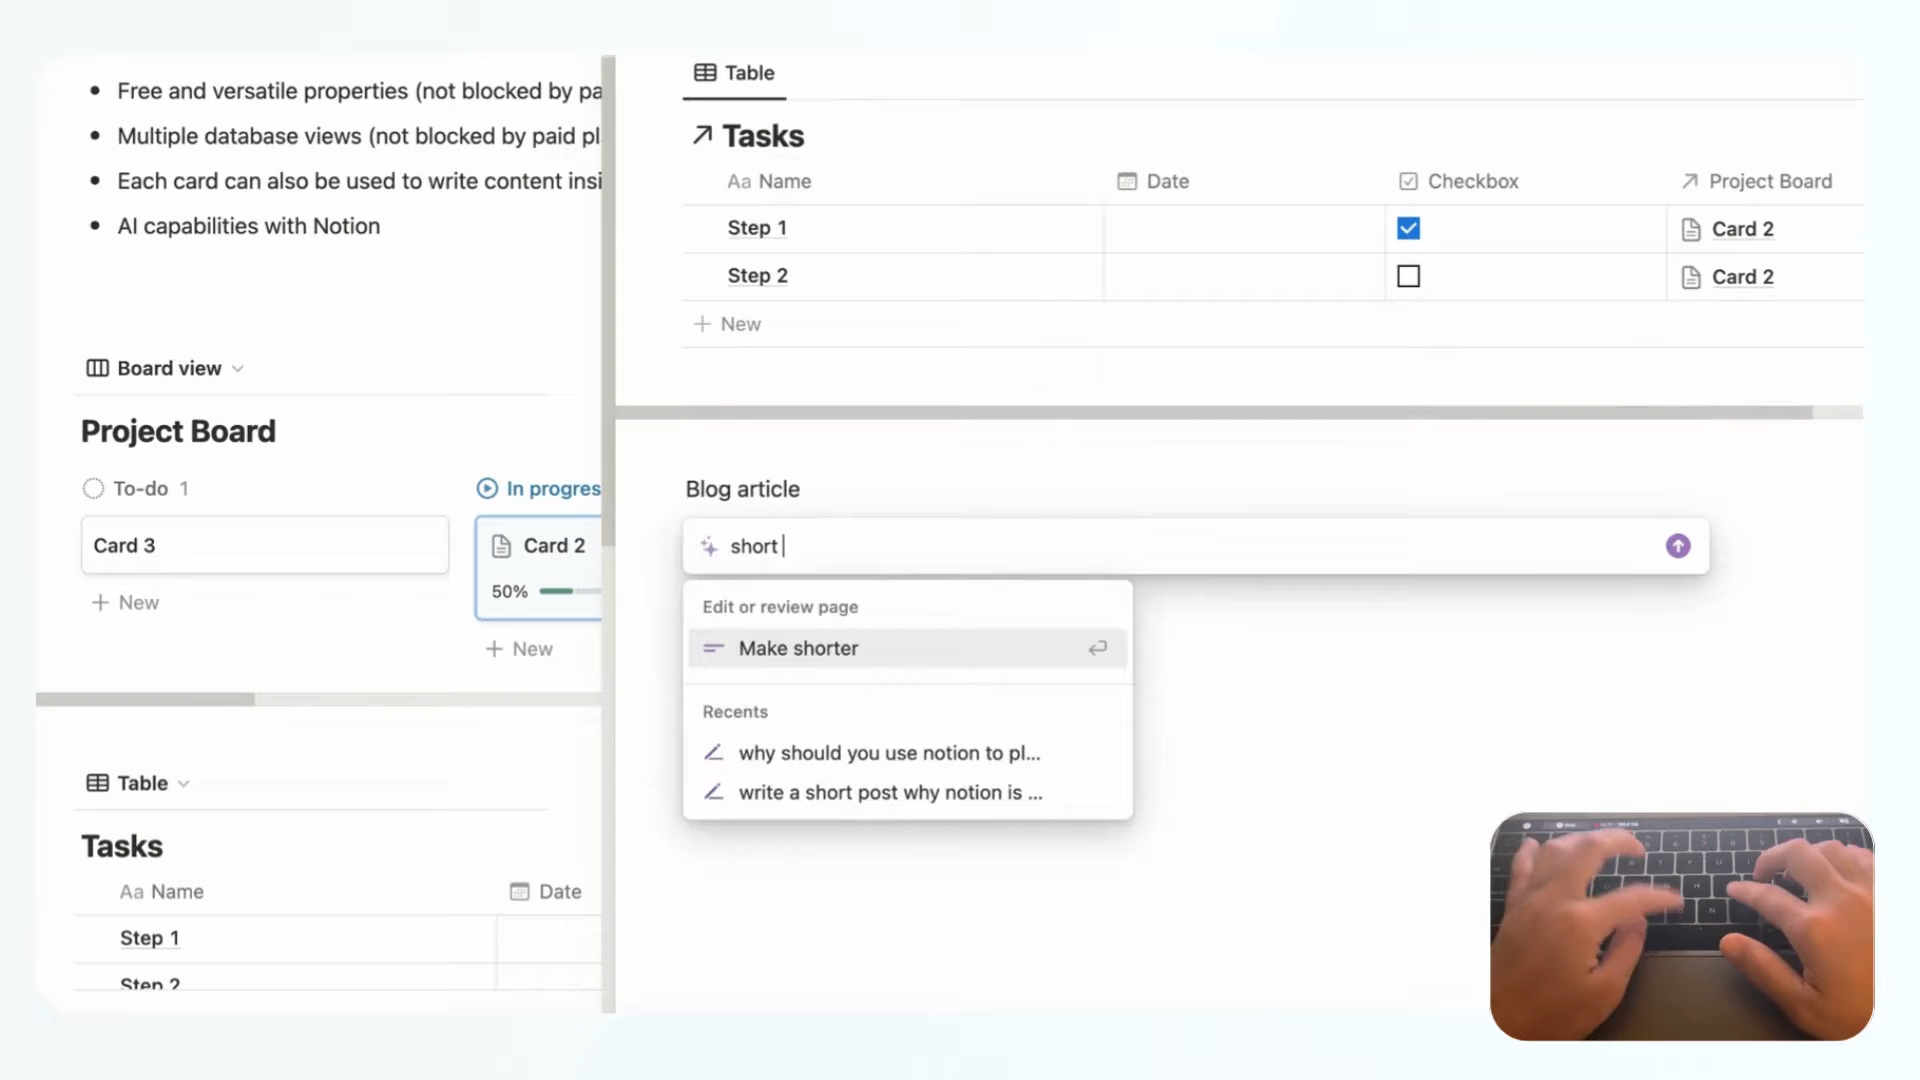 Free and versatile properties (not blocked by pa
Multiple database views (not blocked by paid pl
Each card can also be used to write content insi
AI capabilities with Notion
Board view
Project Board
To-do 1
In progres
Card 3
Card 2
50%
+ New
+ New
Table
Tasks
Aa Name
Date
Step 1
Step 2
Table
Tasks
Aa Name
Date
Checkbox
Project Board
Step 1
Card 2
Step 2
Card 2
+ New
Blog article
short
Edit or review page
Make shorter
Recents
why should you use notion to pl...
write a short post why notion is ...